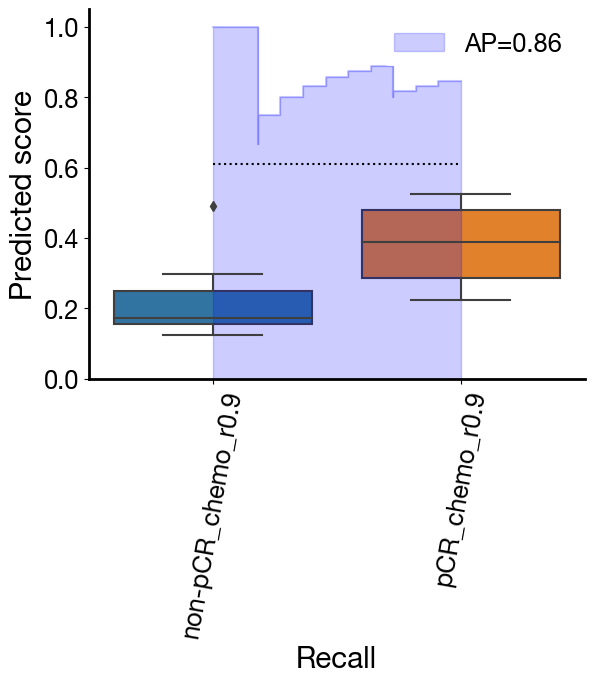 AP=0.86
Predicted score
1.0
0.8
0.6
0.4
0.2
0.0
non-pCR_chemo_r0.9
pCR_chemo_r0.9
Recall